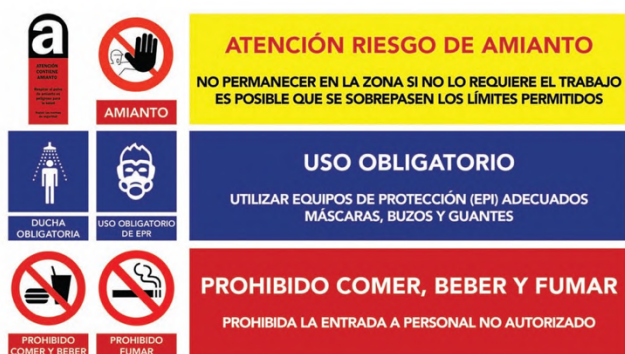 a
ATENCIÓN
CONTIENE
AMIANTO
AMIANTO
ATENCIÓN RIESGO DE AMIANTO
NO PERMANECER EN LA ZONA SI NO LO REQUIERE EL TRABAJO
ES POSIBLE QUE SE SOBREPASEN LOS LÍMITES PERMITIDOS
DUCHA
OBLIGATORIA
USO OBLIGATORIO
DE EPR
USO OBLIGATORIO
UTILIZAR EQUIPOS DE PROTECCIÓN (EPI) ADECUADOS
MÁSCARAS, BUZOS Y GUANTES
PROHIBIDO
COMER Y BEBER
PROHIBIDO
FUMAR
PROHIBIDO COMER, BEBER Y FUMAR
PROHIBIDA LA ENTRADA A PERSONAL NO AUTORIZADO